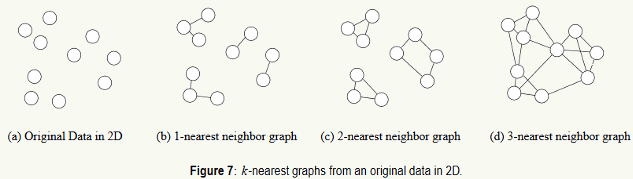 (a) Original Data in 2D (b) 1-nearest neighbor graph (c) 2-nearest neighbor graph (d) 3-nearest neighbor graph
Figure 7: k-nearest graphs from an original data in 2D.